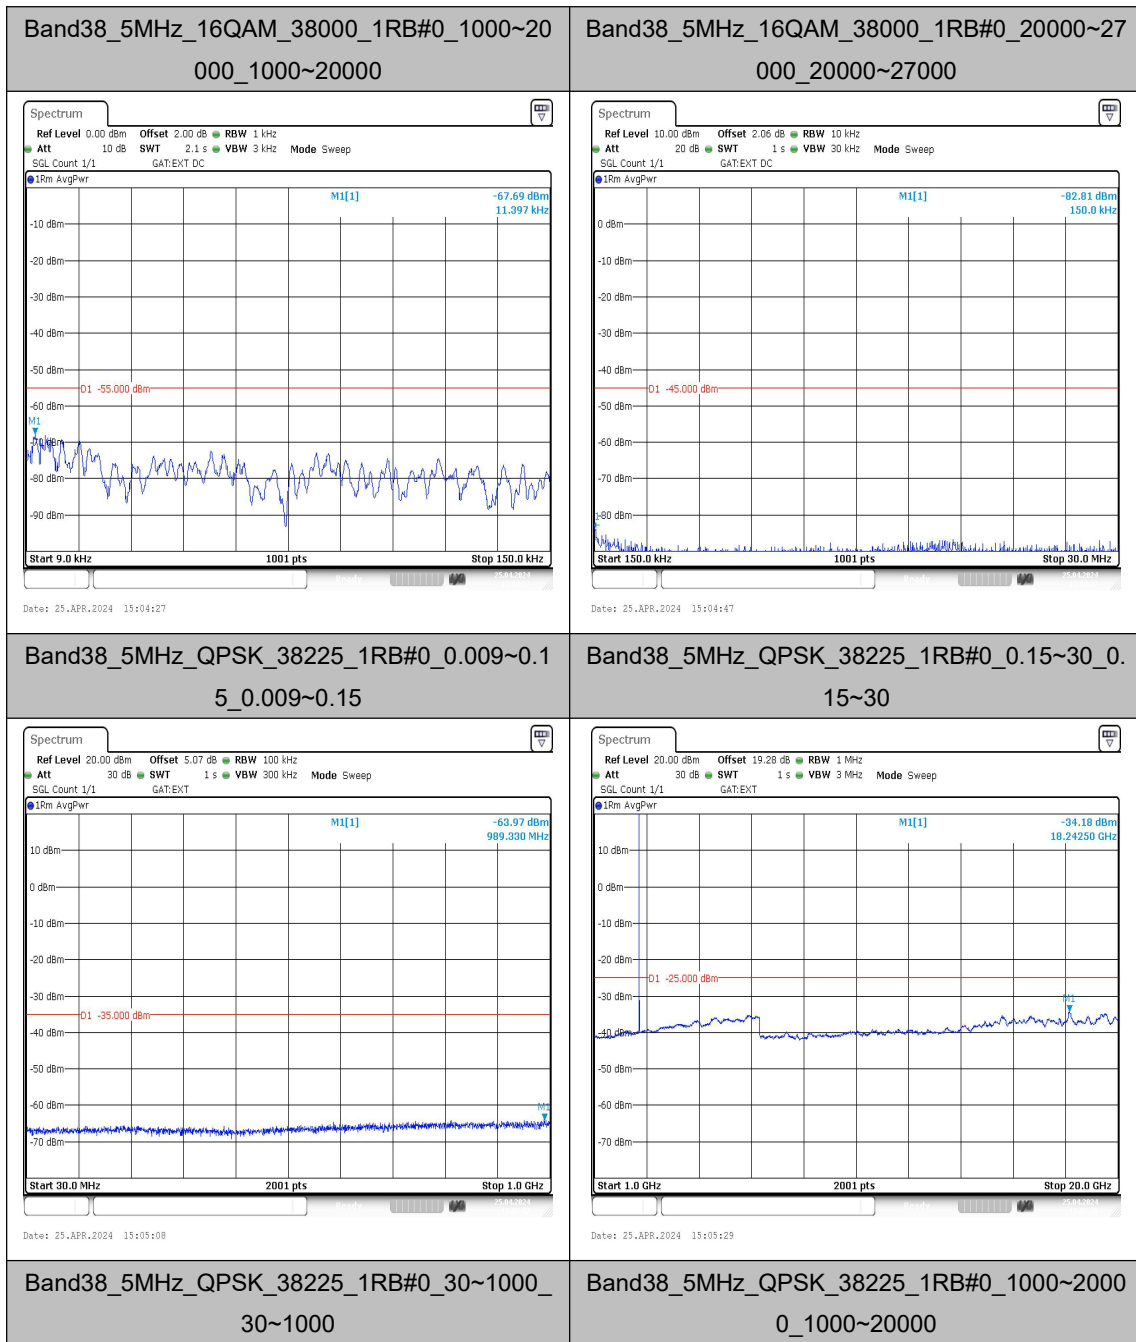 Band38_5MHz_16QAM_38000_1RB#0_1000~20
000_1000~20000
Band38_5MHz_16QAM_38000_1RB#0_20000~27
000_20000~27000
Spectrum
Ref Level 0.00 dBm Offset 2.00 dB RBW 1 kHz
Att 10 dB SWT 2.1 s VBW 3 kHz Mode Sweep
SGL Count 1/1 GAT:EXT DC
1Rm AvgPwr
M1[1] -67.69 dBm
11.397 kHz
-10 dBm
-20 dBm
-30 dBm
-40 dBm
-50 dBm
D1 -55.000 dBm
-60 dBm
M1
-70 dBm
-80 dBm
-90 dBm
Start 9.0 kHz 1001 pts Stop 150.0 kHz
Ready 25.04.2024
Date: 25.APR.2024 15:04:27
Spectrum
Ref Level 10.00 dBm Offset 2.06 dB RBW 10 kHz
Att 20 dB SWT 1 s VBW 30 kHz Mode Sweep
SGL Count 1/1 GAT:EXT DC
1Rm AvgPwr
M1[1] -82.81 dBm
150.0 kHz
0 dBm
-10 dBm
-20 dBm
-30 dBm
-40 dBm
D1 -45.000 dBm
-50 dBm
-60 dBm
-70 dBm
-80 dBm
Start 150.0 kHz 1001 pts Stop 30.0 MHz
Ready 25.04.2024
Date: 25.APR.2024 15:04:47
Band38_5MHz_QPSK_38225_1RB#0_0.009~0.1
5_0.009~0.15
Band38_5MHz_QPSK_38225_1RB#0_0.15~30_0.
15~30
Spectrum
Ref Level 20.00 dBm Offset 5.07 dB RBW 100 kHz
Att 30 dB SWT 1 s VBW 300 kHz Mode Sweep
SGL Count 1/1 GAT:EXT
1Rm AvgPwr
M1[1] -63.97 dBm
989.330 MHz
10 dBm
0 dBm
-10 dBm
-20 dBm
-30 dBm
D1 -35.000 dBm
-40 dBm
-50 dBm
-60 dBm
M1
-70 dBm
Start 30.0 MHz 2001 pts Stop 1.0 GHz
Ready 25.04.2024
Date: 25.APR.2024 15:05:08
Spectrum
Ref Level 20.00 dBm Offset 19.28 dB RBW 1 MHz
Att 30 dB SWT 1 s VBW 3 MHz Mode Sweep
SGL Count 1/1 GAT:EXT
1Rm AvgPwr
M1[1] -34.18 dBm
18.24250 GHz
10 dBm
0 dBm
-10 dBm
-20 dBm
D1 -25.000 dBm
-30 dBm
M1
-40 dBm
-50 dBm
-60 dBm
-70 dBm
Start 1.0 GHz 2001 pts Stop 20.0 GHz
Ready 25.04.2024
Date: 25.APR.2024 15:05:29
Band38_5MHz_QPSK_38225_1RB#0_30~1000_
30~1000
Band38_5MHz_QPSK_38225_1RB#0_1000~2000
0_1000~20000